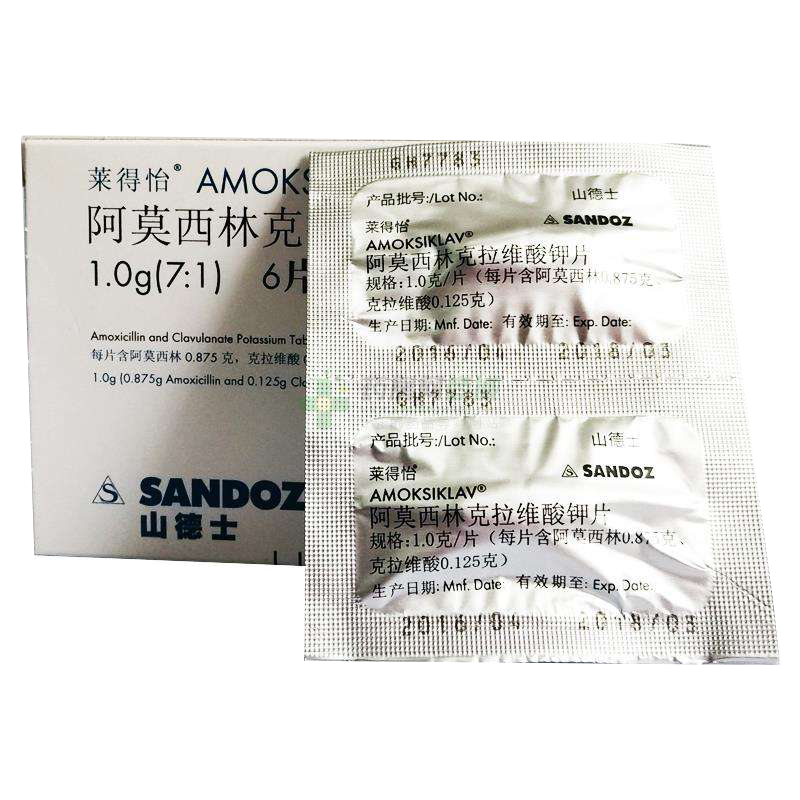 莱得怡® AMOKS
阿莫西林克
1.0g(7:1) 6片
Amoxicillin and Clavulanate Potassium Tab
每片含阿莫西林 0.875 克，克拉维酸
1.0g (0.875g Amoxicillin and 0.125g Cla
SANDOZ
山德士
GH7783
产品批号:/Lot No.: 山德士
莱得怡® SANDOZ
AMOKSIKLAV®
阿莫西林克拉维酸钾片
规格:1.0克/片（每片含阿莫西林0.875克、
克拉维酸0.125克）
生产日期: Mnf. Date: 有效期至: Exp. Date:
2016/04 2018/03
GH7783
产品批号:/Lot No.: 山德士
莱得怡® SANDOZ
AMOKSIKLAV®
阿莫西林克拉维酸钾片
规格:1.0克/片（每片含阿莫西林0.875克、
克拉维酸0.125克）
生产日期: Mnf. Date: 有效期至: Exp. Date:
2016/04 2018/03